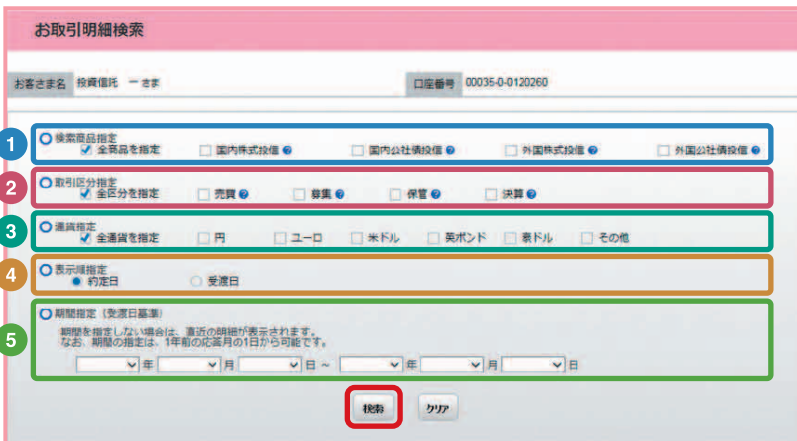 お取引明細検索
お客さま名 投資信託 一 さま 口座番号 00035-0-0120260
1 検索商品指定
全商品を指定 国内株式投信 ? 国内公社債投信 ? 外国株式投信 ? 外国公社債投信 ?
2 取引区分指定
全区分を指定 売買 ? 募集 ? 保管 ? 決算 ?
3 通貨指定
全通貨を指定 円 ユーロ 米ドル 英ポンド 豪ドル その他
4 表示順指定
約定日 受渡日
5 期間指定（受渡日基準）
期間を指定しない場合は、直近の明細が表示されます。
なお、期間の指定は、1年前の応答月の1日から可能です。
年 月 日 ～ 年 月 日
検索 クリア